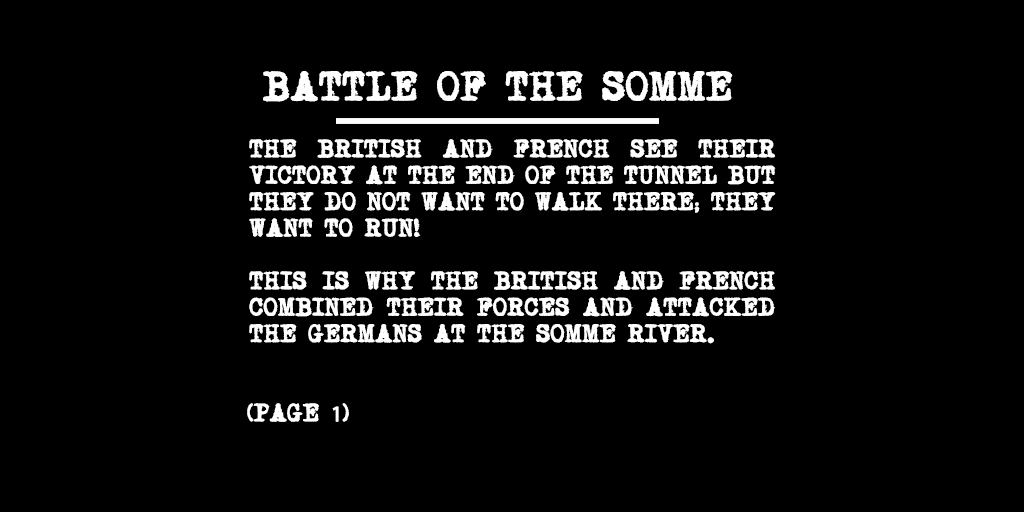 BATTLE OF THE SOMME
THE BRITISH AND FRENCH SEE THEIR
VICTORY AT THE END OF THE TUNNEL BUT
THEY DO NOT WANT TO WALK THERE; THEY
WANT TO RUN!
THIS IS WHY THE BRITISH AND FRENCH
COMBINED THEIR FORCES AND ATTACKED
THE GERMANS AT THE SOMME RIVER.
(PAGE 1)